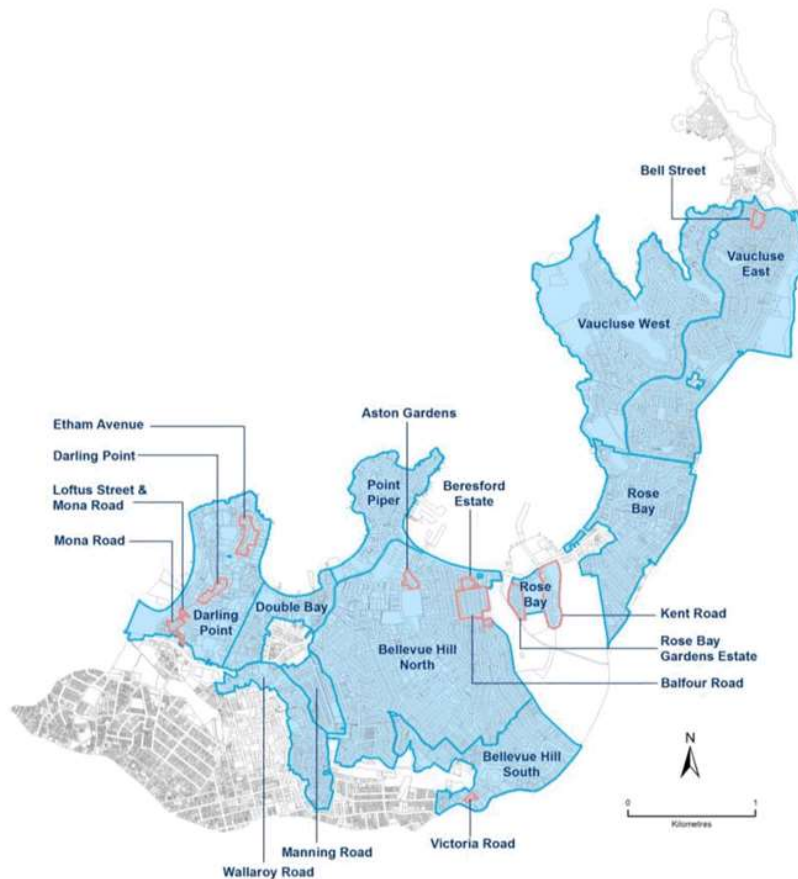 Bell Street
Vaucluse
East
Vaucluse West
Etham Avenue
Aston Gardens
Darling Point
Point
Piper
Beresford
Estate
Loftus Street &
Mona Road
Rose
Bay
Mona Road
Double Bay
Rose
Bay
Darling
Point
Kent Road
Bellevue Hill
North
Rose Bay
Gardens Estate
Balfour Road
N
Bellevue Hill
South
0
1
Kilometres
Victoria Road
Manning Road
Wallaroy Road